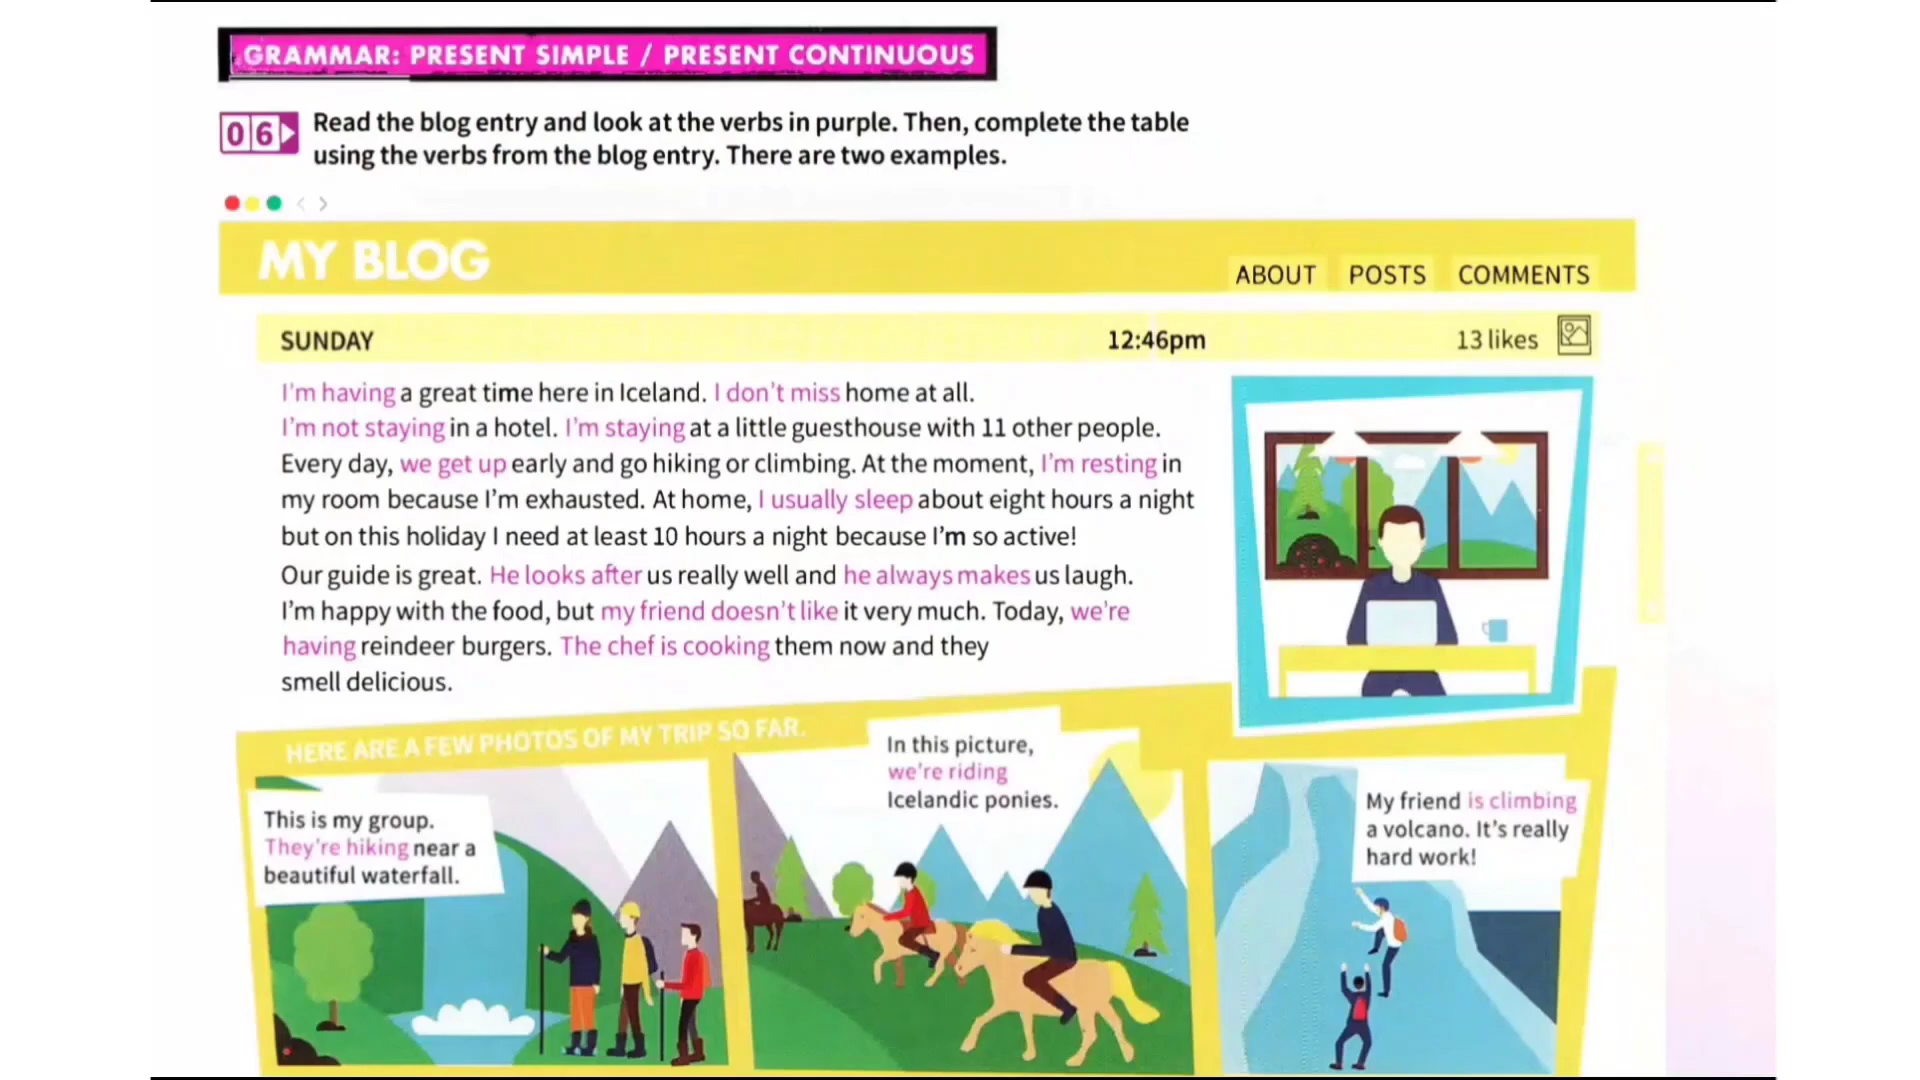 GRAMMAR: PRESENT SIMPLE / PRESENT CONTINUOUS
06 Read the blog entry and look at the verbs in purple. Then, complete the table
using the verbs from the blog entry. There are two examples.
MY BLOG
ABOUT POSTS COMMENTS
SUNDAY 12:46pm 13 likes
I'm having a great time here in Iceland. I don't miss home at all.
I'm not staying in a hotel. I'm staying at a little guesthouse with 11 other people.
Every day, we get up early and go hiking or climbing. At the moment, I'm resting in
my room because I'm exhausted. At home, I usually sleep about eight hours a night
but on this holiday I need at least 10 hours a night because I'm so active!
Our guide is great. He looks after us really well and he always makes us laugh.
I'm happy with the food, but my friend doesn't like it very much. Today, we're
having reindeer burgers. The chef is cooking them now and they
smell delicious.
HERE ARE A FEW PHOTOS OF MY TRIP SO FAR.
This is my group.
They're hiking near a
beautiful waterfall.
In this picture,
we're riding
Icelandic ponies.
My friend is climbing
a volcano. It's really
hard work!